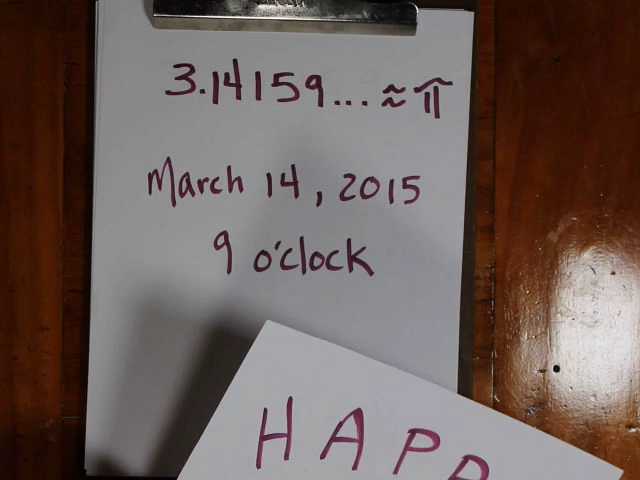 3.14159... ≈ π
March 14, 2015
9 o'clock
HAPP